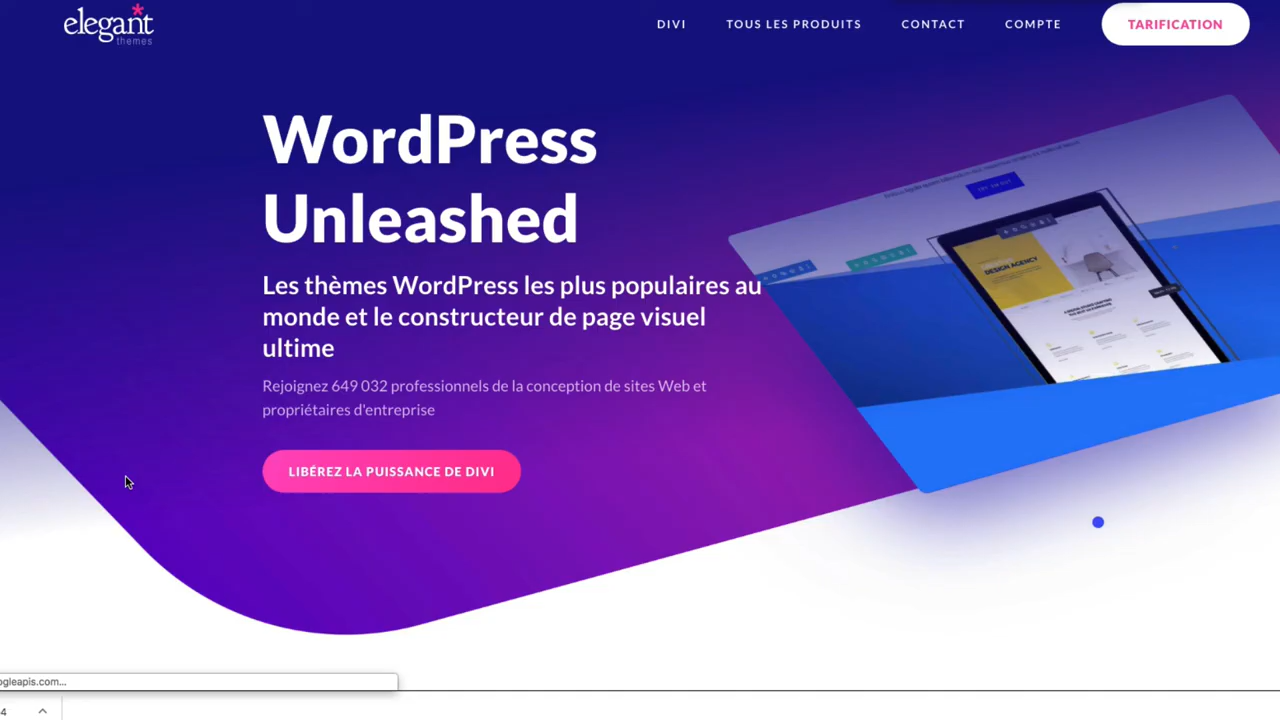 elegant
themes
DIVI
TOUS LES PRODUITS
CONTACT
COMPTE
TARIFICATION
WordPress
Unleashed
Les thèmes WordPress les plus populaires au
monde et le constructeur de page visuel
ultime
Rejoignez 649 032 professionnels de la conception de sites Web et
propriétaires d'entreprise
LIBÉREZ LA PUISSANCE DE DIVI
DESIGN AGENCY
ogleapis.com...
4